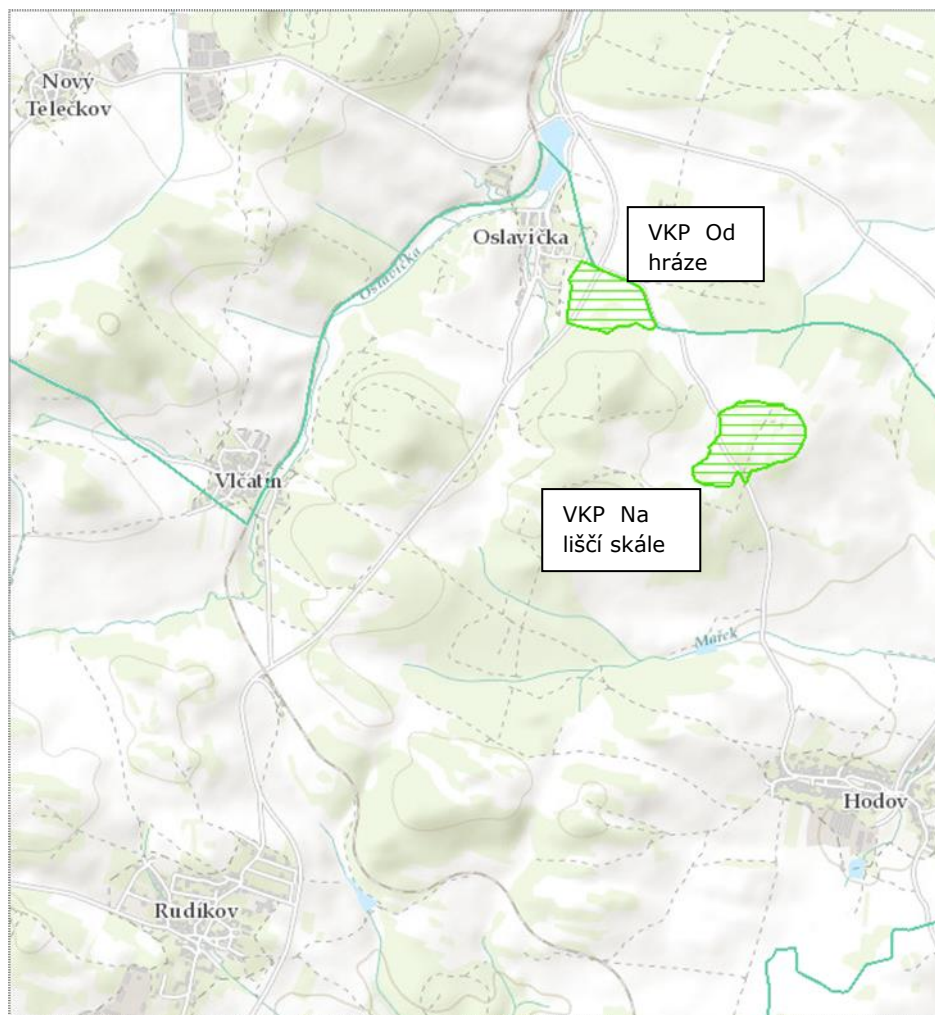 Nový
Telečkov
Oslavička
VKP Od
hráze
Oslavička
Vlčatín
VKP Na
liščí skále
Mařek
Hodov
Rudíkov